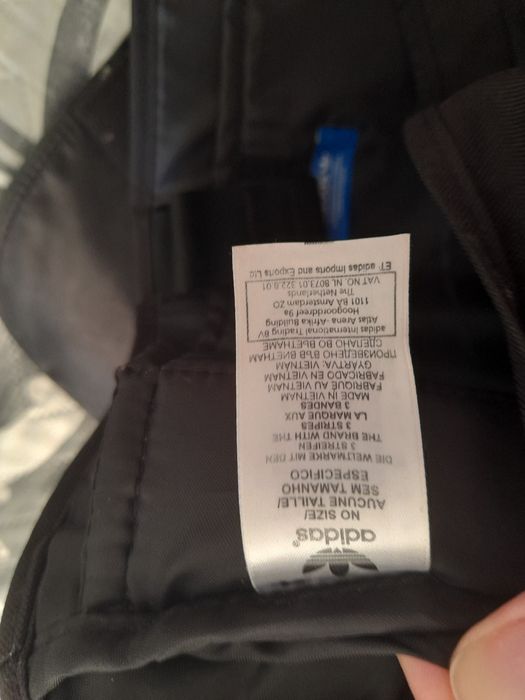 adidas®
NO SIZE/
AUCUNE TAILLE/
SEM TAMANHO
ESPECIFICO
DIE WELTMARKE MIT DEN
3 STREIFEN
THE BRAND WITH THE
3 STRIPES
LA MARQUE AUX
3 BANDES
MADE IN VIETNAM
FABRIQUÉ AU VIETNAM
FABRICADO EN VIETNAM
GYÁRTVA: VIETNAM
ПРОИЗВЕДЕНО ВЪВ ВИЕТНАМ
СДЕЛАНО ВО ВЬЕТНАМЕ
adidas International Trading BV
Atlas Arena -Afrika Building
Hoogoorddreef 9a
1101 BA Amsterdam ZO
The Netherlands
VAT NO. NL 8073.01.322.B.01
ET adidas Imports and Exports Ltd